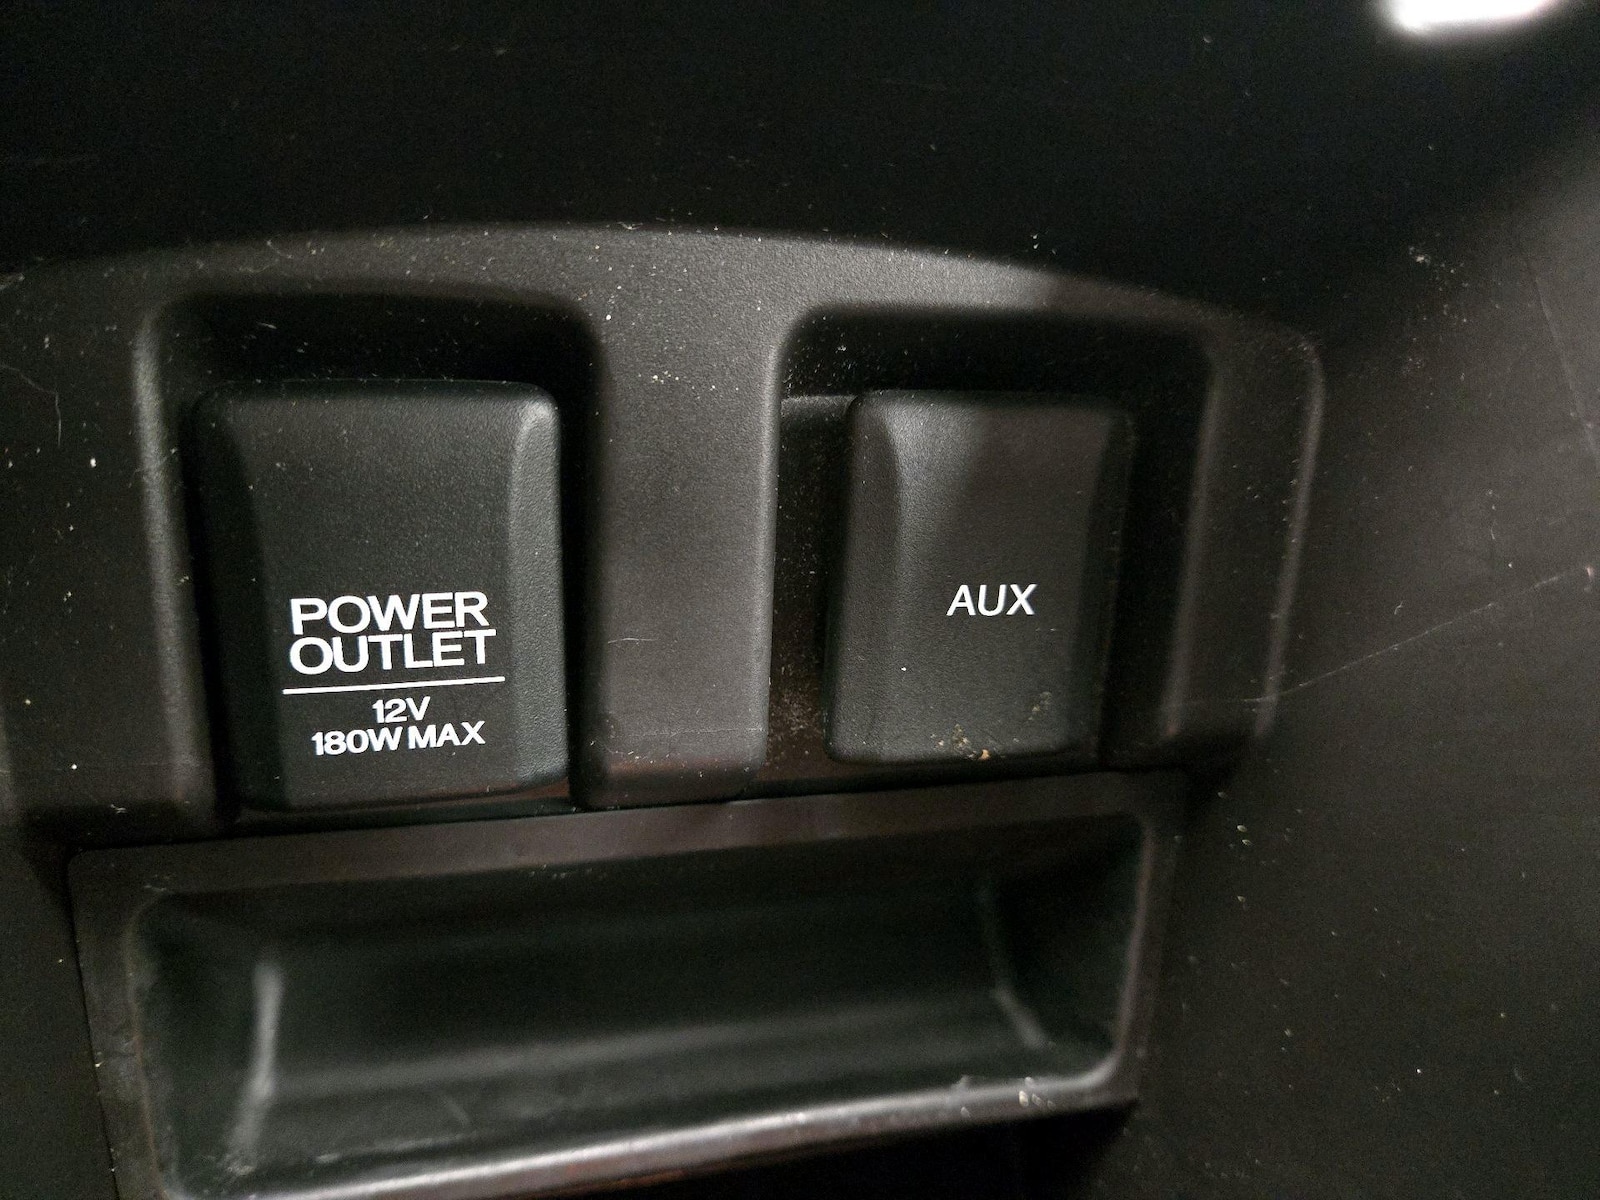 POWER
OUTLET
12V
180W MAX
AUX